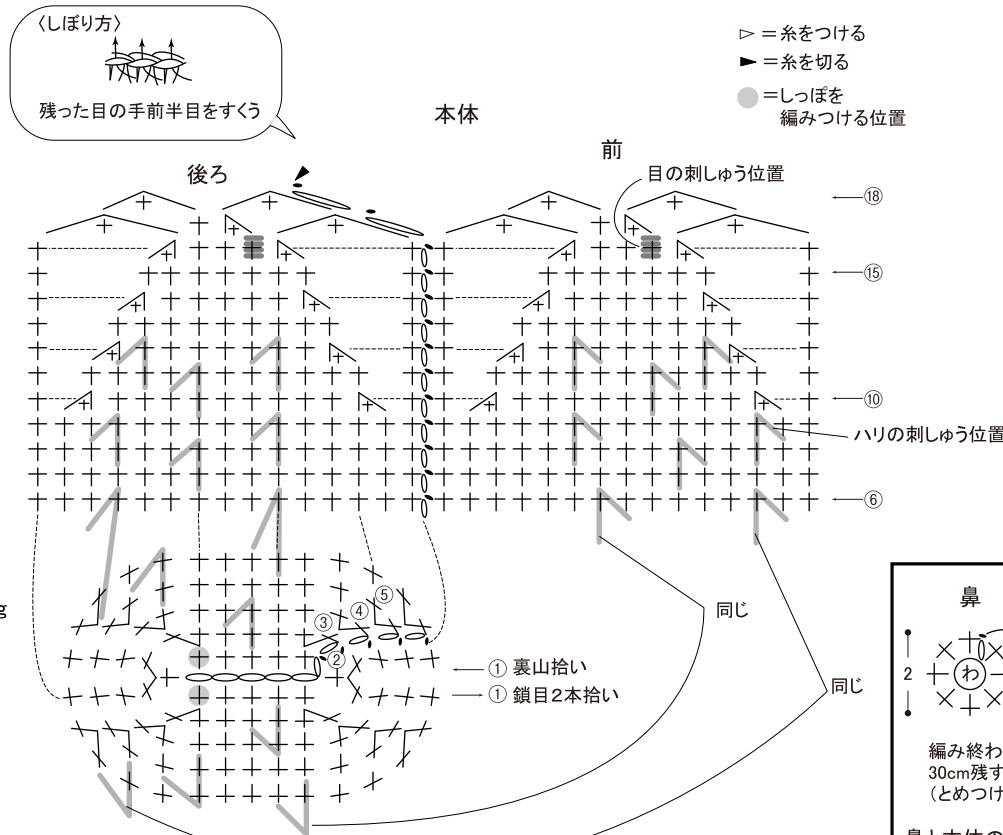 〈しぼり方〉
残った目の手前半目をすくう
▷ =糸をつける
▶ =糸を切る
=しっぽを
編みつける位置
本体
後ろ
前
目の刺しゅう位置
⑱
⑮
⑩
ハリの刺しゅう位置
⑥
g
⑤
④
③
②
同じ
同じ
① 裏山拾い
① 鎖目2本拾い
鼻
2
わ
編み終わ
30cm残す
(とめつけ